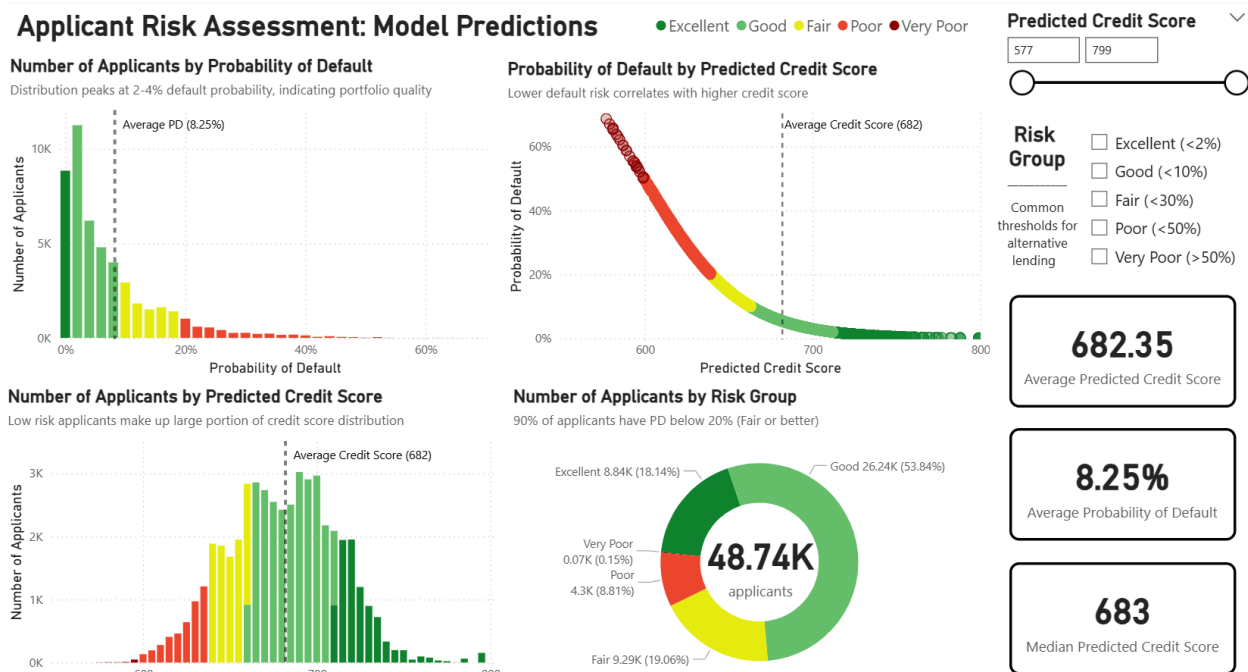 Applicant Risk Assessment: Model Predictions
Excellent Good Fair Poor Very Poor
Number of Applicants by Probability of Default
Distribution peaks at 2-4% default probability, indicating portfolio quality
Average PD (8.25%)
Number of Applicants
10K
5K
0K
0% 20% 40% 60%
Probability of Default
Probability of Default by Predicted Credit Score
Lower default risk correlates with higher credit score
Average Credit Score (682)
Probability of Default
60%
40%
20%
0%
600 700 800
Predicted Credit Score
Predicted Credit Score
577 799
Risk
Group
Common
thresholds for
alternative
lending
Excellent (<2%)
Good (<10%)
Fair (<30%)
Poor (<50%)
Very Poor (>50%)
Number of Applicants by Predicted Credit Score
Low risk applicants make up large portion of credit score distribution
Average Credit Score (682)
Number of Applicants
3K
2K
1K
0K
Number of Applicants by Risk Group
90% of applicants have PD below 20% (Fair or better)
Good 26.24K (53.84%)
Excellent 8.84K (18.14%)
Very Poor
0.07K (0.15%)
Poor
4.3K (8.81%)
Fair 9.29K (19.06%)
48.74K
applicants
682.35
Average Predicted Credit Score
8.25%
Average Probability of Default
683
Median Predicted Credit Score